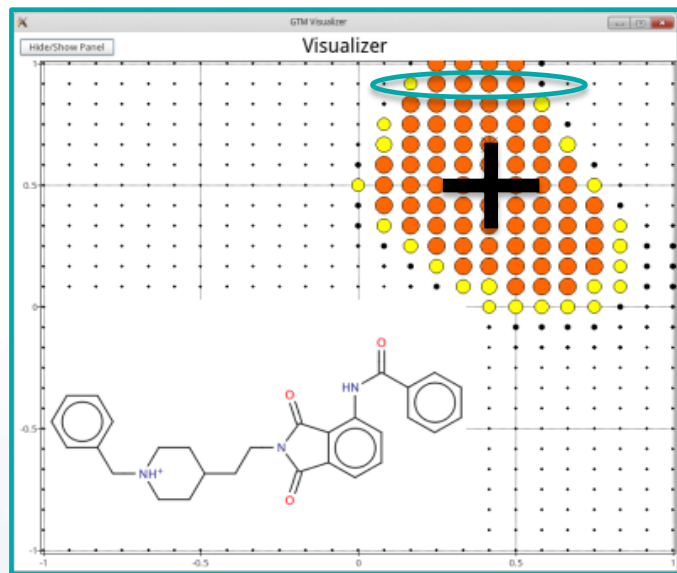 GTM Visualizer
Hide/Show Panel
Visualizer
1
0.5
0
-0.5
-1
-1
-0.5
0
0.5
1
O
HN
O
N
O
NH+